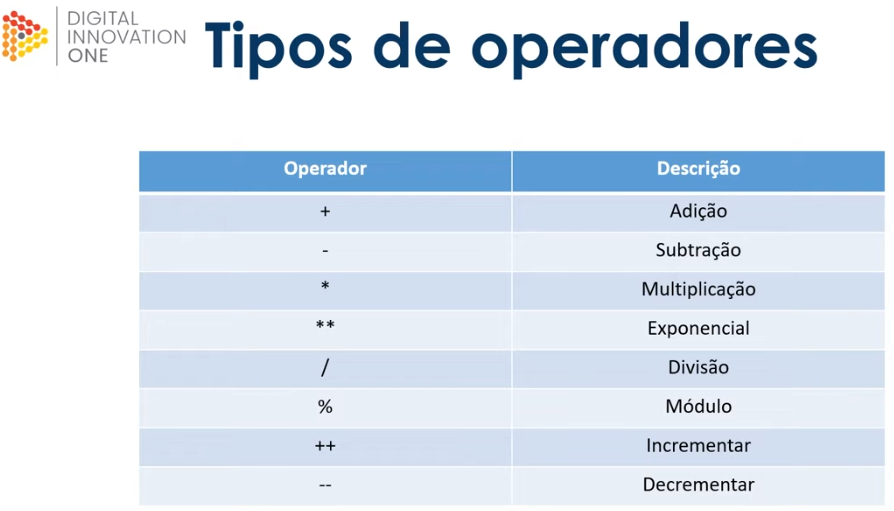 DIGITAL
INNOVATION
ONE
Tipos de operadores
Operador Descrição
+ Adição
- Subtração
* Multiplicação
** Exponencial
/ Divisão
% Módulo
++ Incrementar
-- Decrementar